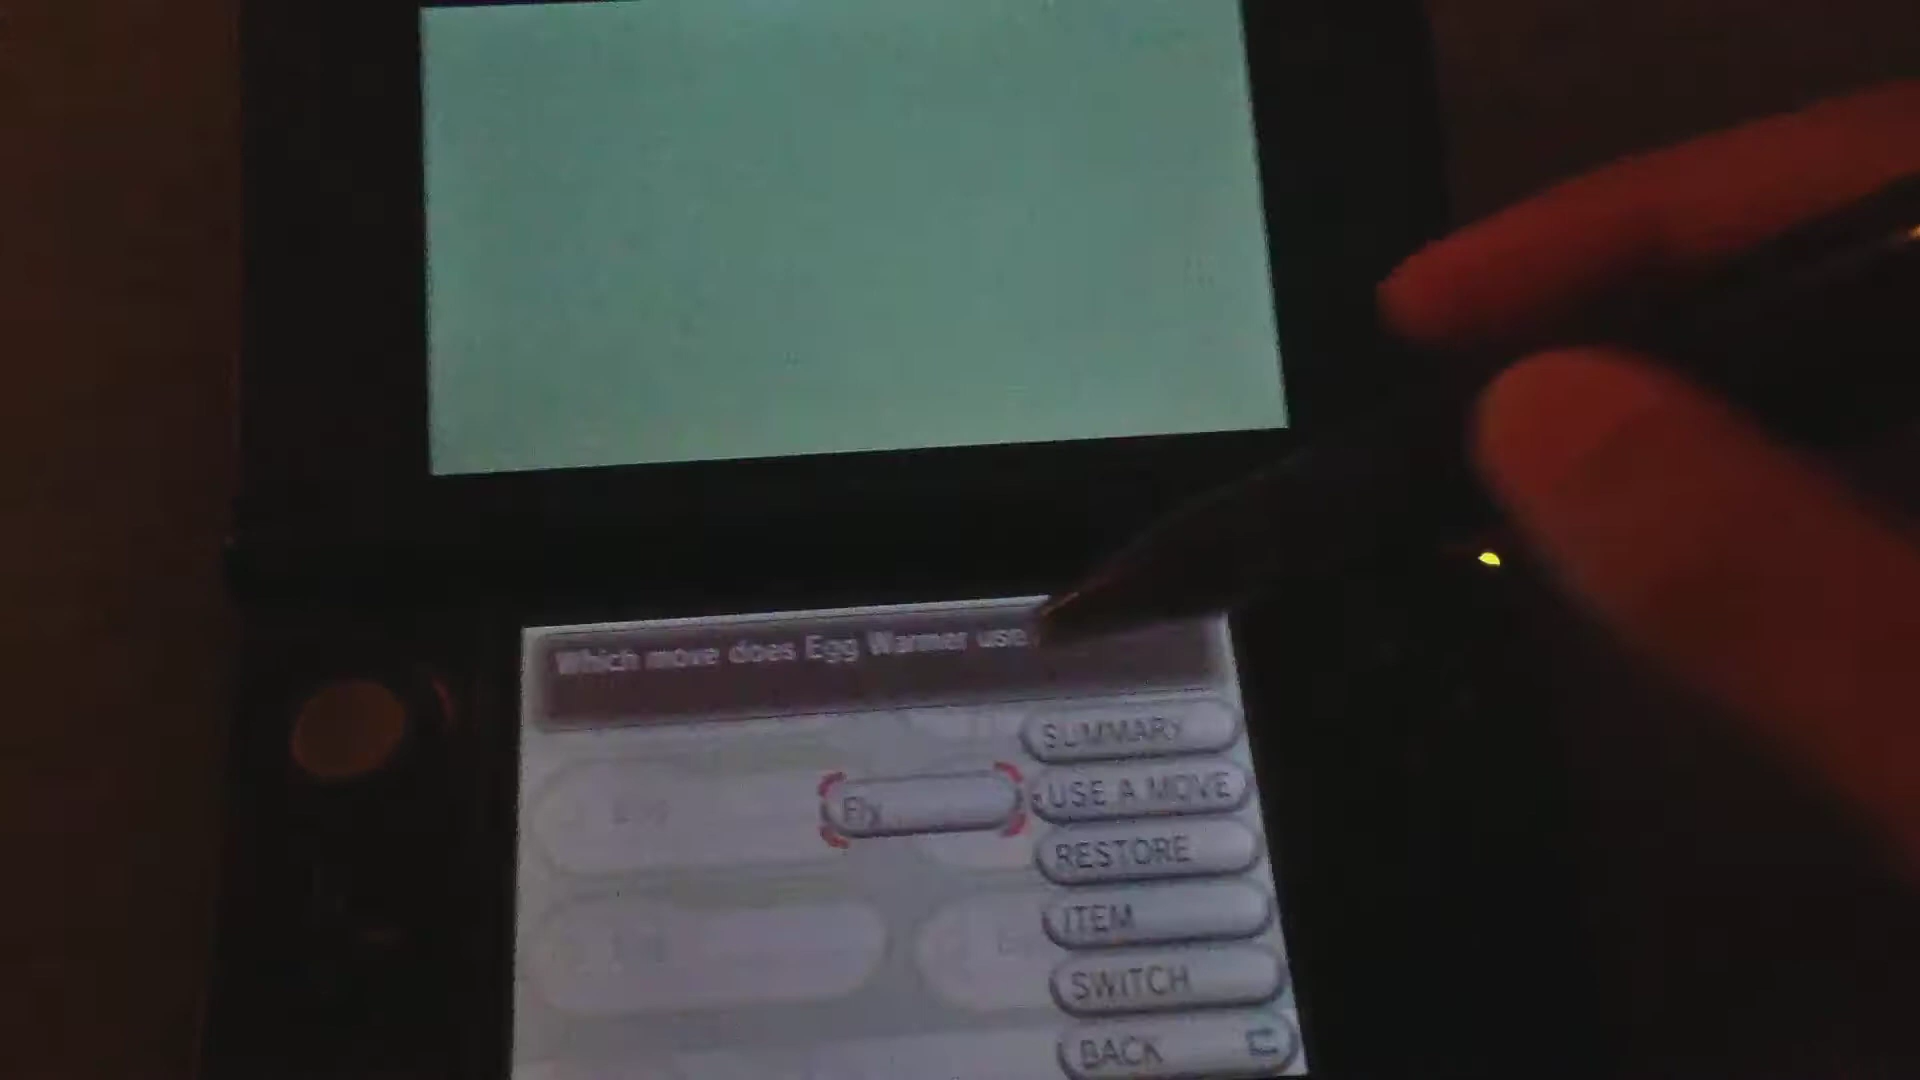 Which move does Egg Warmer use
SUMMARY
Fly
USE A MOVE
RESTORE
ITEM
SWITCH
BACK